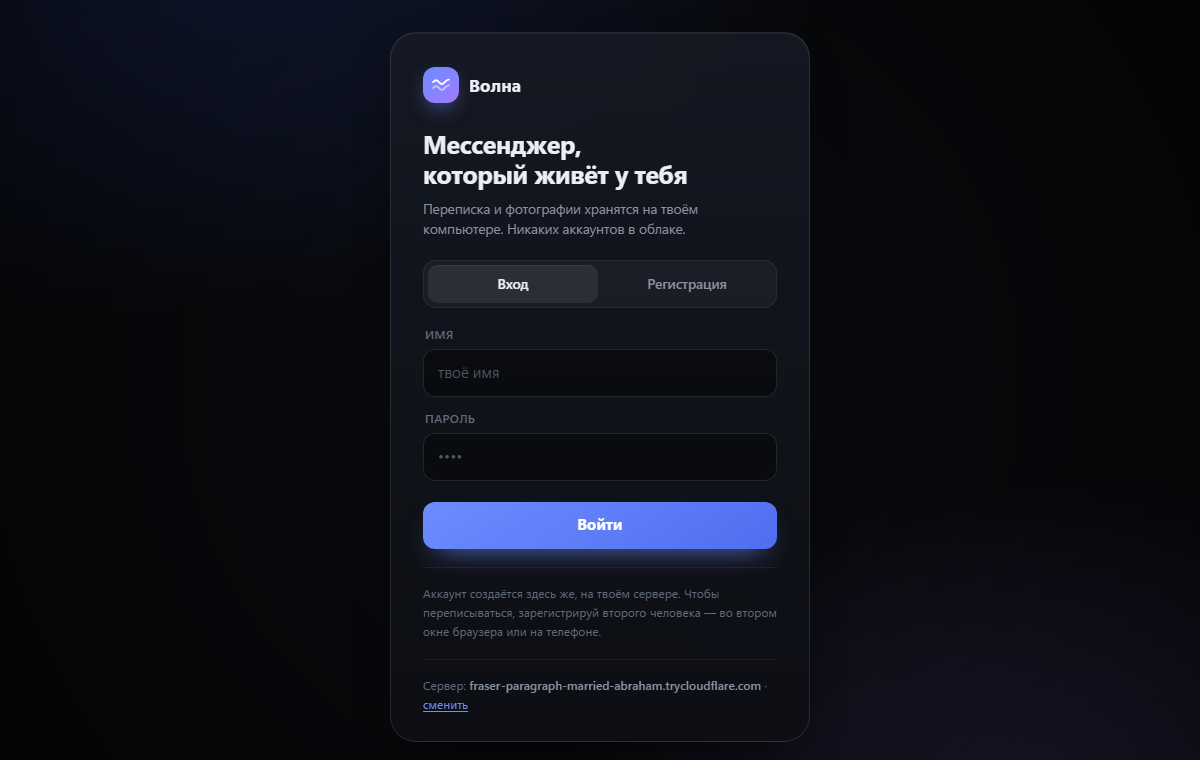 Волна
Мессенджер,
который живёт у тебя
Переписка и фотографии хранятся на твоём
компьютере. Никаких аккаунтов в облаке.
Вход
Регистрация
ИМЯ
твоё имя
ПАРОЛЬ
••••
Войти
Аккаунт создаётся здесь же, на твоём сервере. Чтобы
переписываться, зарегистрируй второго человека — во втором
окне браузера или на телефоне.
Сервер: fraser-paragraph-married-abraham.trycloudflare.com ·
сменить